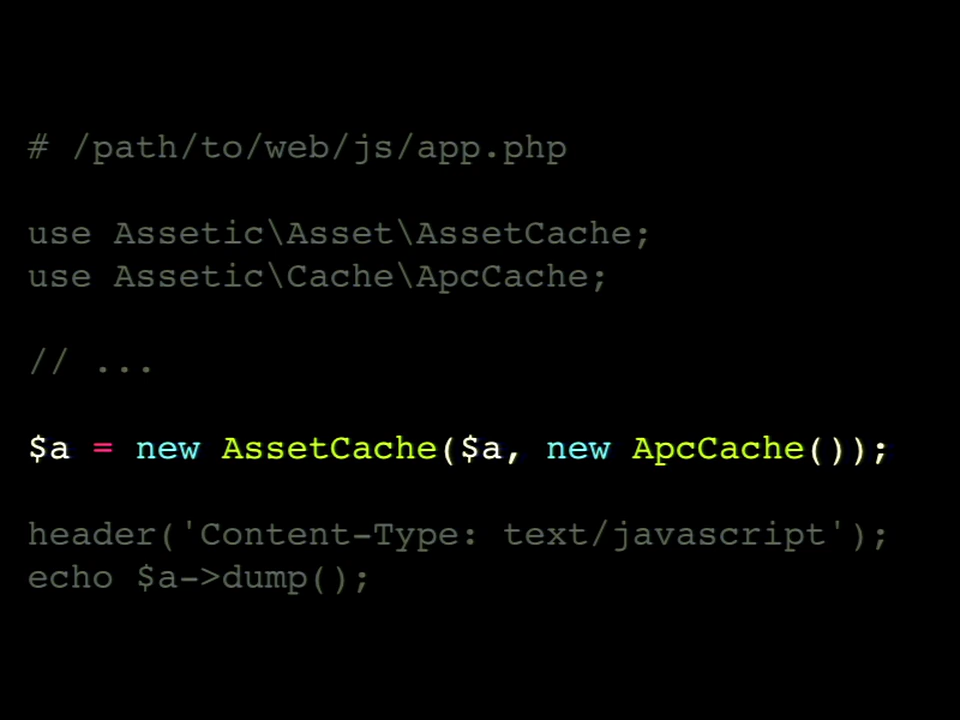 # /path/to/web/js/app.php
use Assetic\Asset\AssetCache;
use Assetic\Cache\ApcCache;
// ...
$a = new AssetCache($a, new ApcCache());
header('Content-Type: text/javascript');
echo $a->dump();